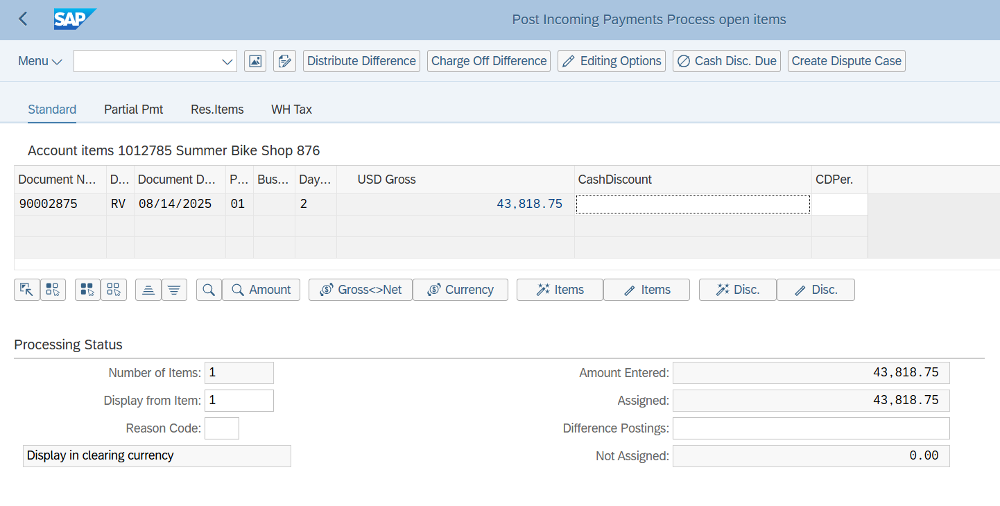 SAP
Post Incoming Payments Process open items
Menu
Distribute Difference
Charge Off Difference
Editing Options
Cash Disc. Due
Create Dispute Case
Standard
Partial Pmt
Res.Items
WH Tax
Account items 1012785 Summer Bike Shop 876
Document N... D... Document D... P... Bus... Day... USD Gross CashDiscount CDPer.
90002875 RV 08/14/2025 01 2 43,818.75
Amount
Gross<>Net
Currency
Items
Items
Disc.
Disc.
Processing Status
Number of Items: 1
Amount Entered: 43,818.75
Display from Item: 1
Assigned: 43,818.75
Reason Code:
Difference Postings:
Display in clearing currency
Not Assigned: 0.00